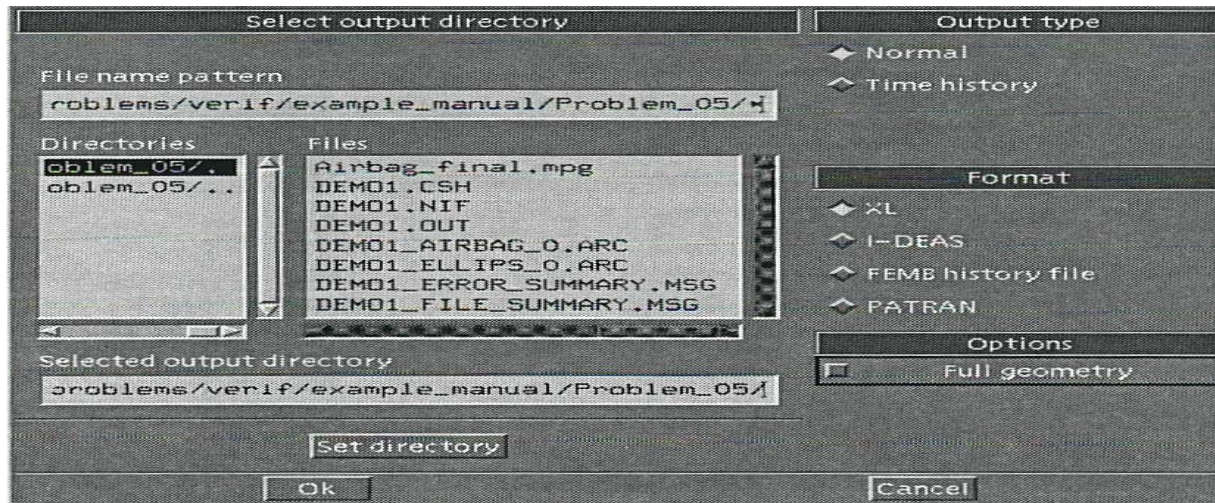 Select output directory
File name pattern
roblems/verif/example_manual/Problem_05/*
Directories
oblem_05/.
oblem_05/..
Files
Airbag_final.mpg
DEMO1.CSH
DEMO1.NIF
DEMO1.OUT
DEMO1_AIRBAG_0.ARC
DEMO1_ELLIPS_0.ARC
DEMO1_ERROR_SUMMARY.MSG
DEMO1_FILE_SUMMARY.MSG
Selected output directory
problems/verif/example_manual/Problem_05/
Set directory
Ok
Output type
Normal
Time history
Format
XL
I-DEAS
FEMB history file
PATRAN
Options
Full geometry
Cancel